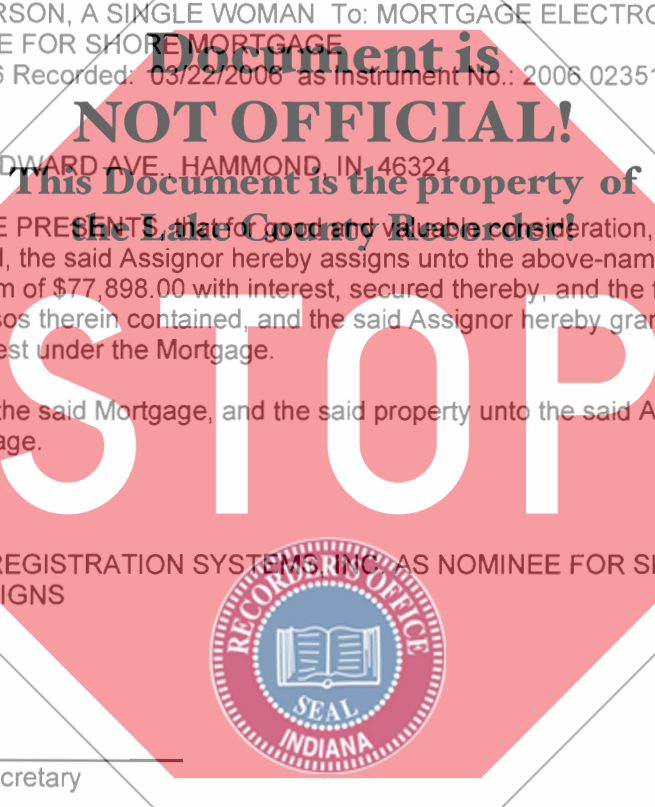 RSON, A SINGLE WOMAN To: MORTGAGE ELECTRO
E FOR SHORE MORTGAGE
Document is
6 Recorded: 03/22/2006 as Instrument No.: 2006 0235
NOT OFFICIAL!
DWARD AVE., HAMMOND, IN 46324
This Document is the property of
E PRESENTS, that for good and valuable consideration,
the Lake County Recorder!
, the said Assignor hereby assigns unto the above-nam
m of $77,898.00 with interest, secured thereby, and the
sos therein contained, and the said Assignor hereby gran
est under the Mortgage.
STOP
the said Mortgage, and the said property unto the said A
age.
REGISTRATION SYSTEMS, INC. AS NOMINEE FOR S
IGNS
RECORDER'S OFFICE
SEAL
INDIANA
cretary